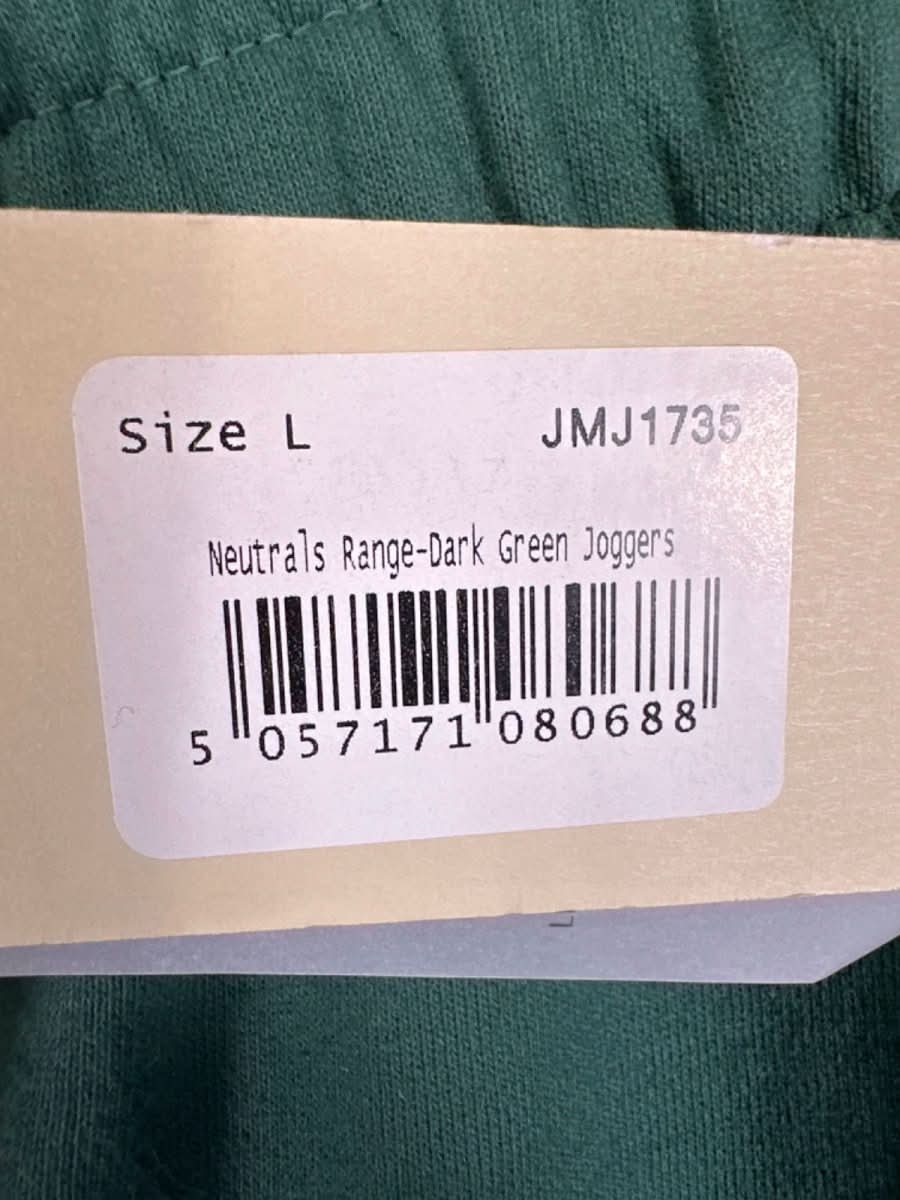 Size L JMJ1735
Neutrals Range-Dark Green Joggers
5 057171 080688
L